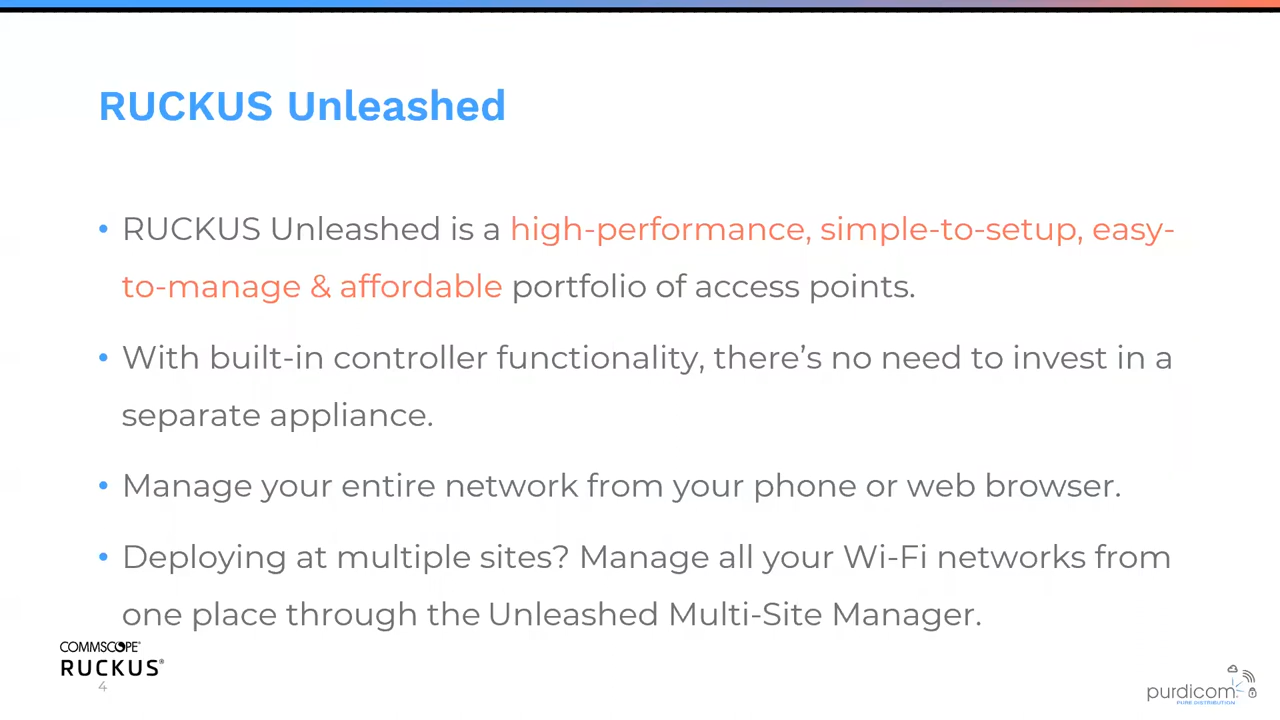 RUCKUS Unleashed
• RUCKUS Unleashed is a high-performance, simple-to-setup, easy-
to-manage & affordable portfolio of access points.
• With built-in controller functionality, there's no need to invest in a
separate appliance.
• Manage your entire network from your phone or web browser.
• Deploying at multiple sites? Manage all your Wi-Fi networks from
one place through the Unleashed Multi-Site Manager.
COMMSCOPE®
RUCKUS®
4
purdicom
PURE DISTRIBUTION